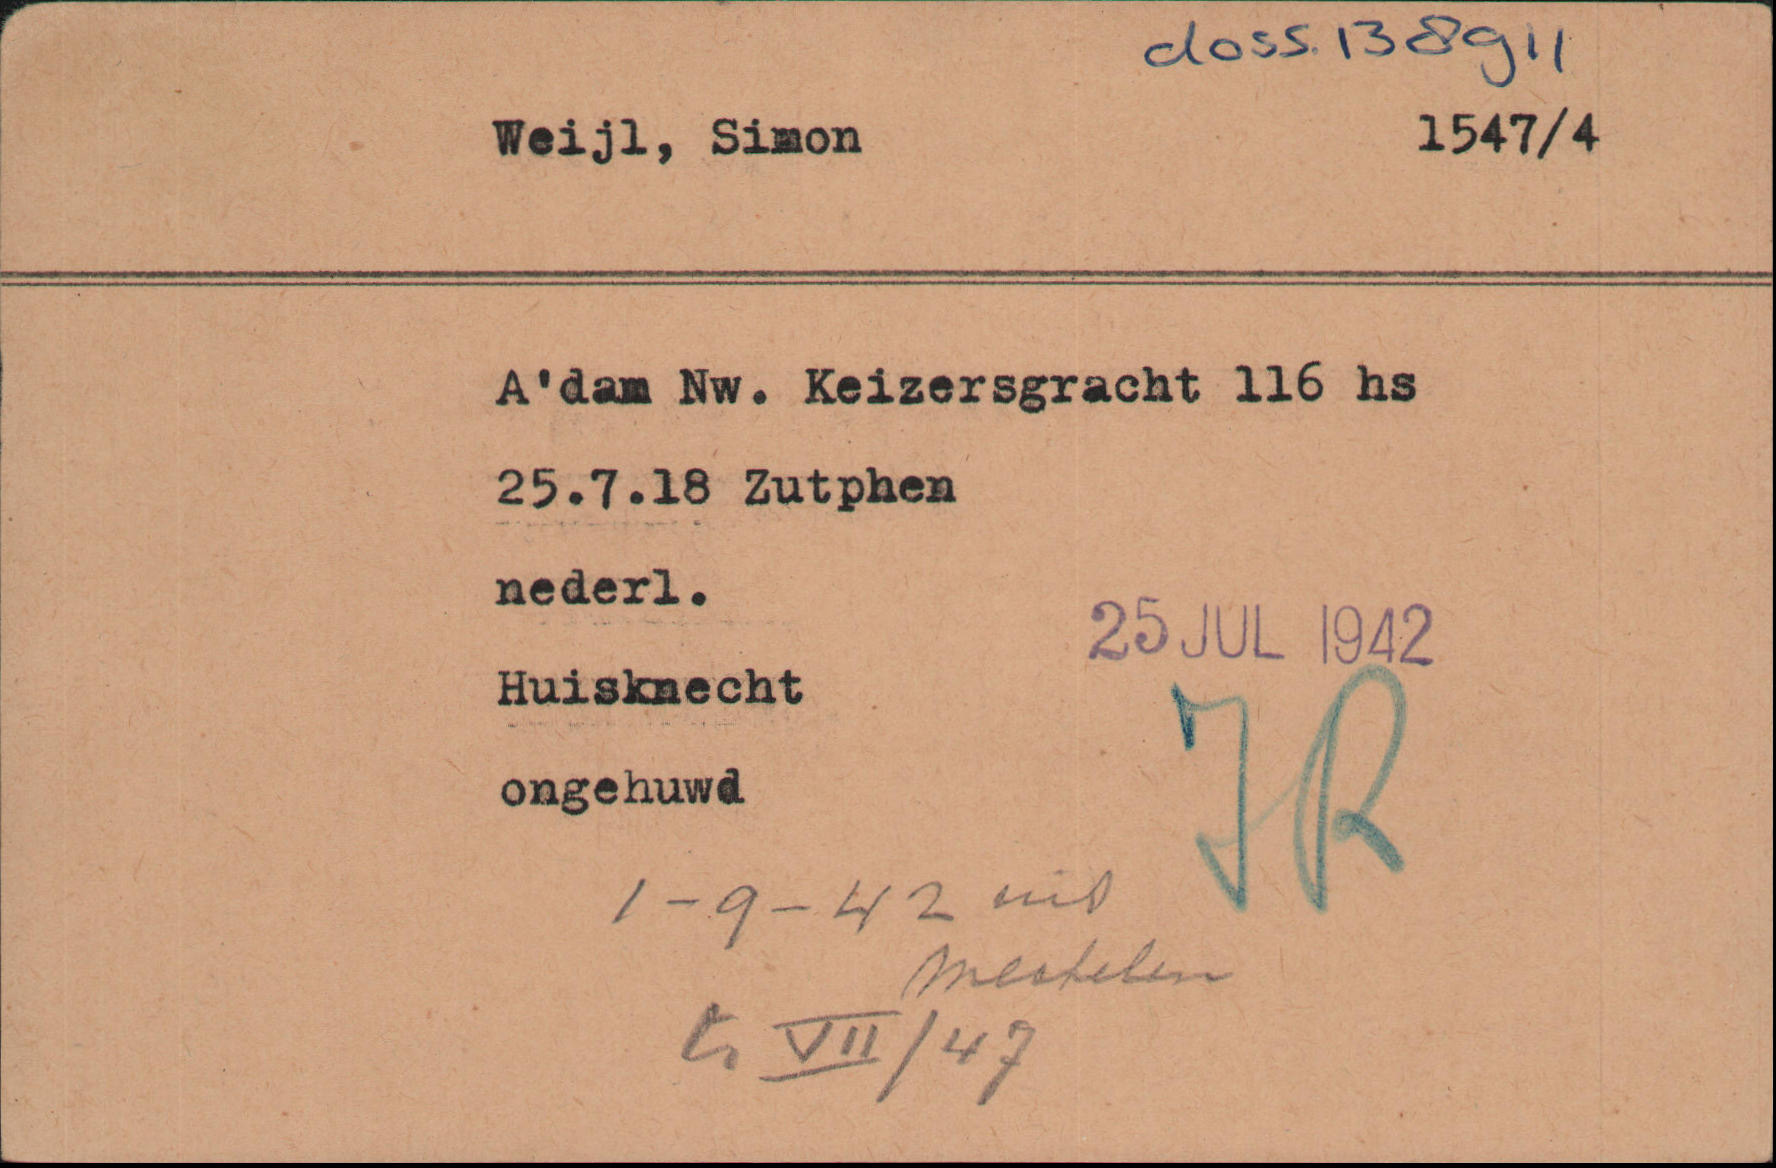 doss. 138911
Weijl, Simon 1547/4
A'dam Nw. Keizersgracht 116 hs
25.7.18 Zutphen
nederl.
25 JUL 1942
Huisknecht
JR
ongehuwd
1-9-42 uit
Mechelen
tr VII/47